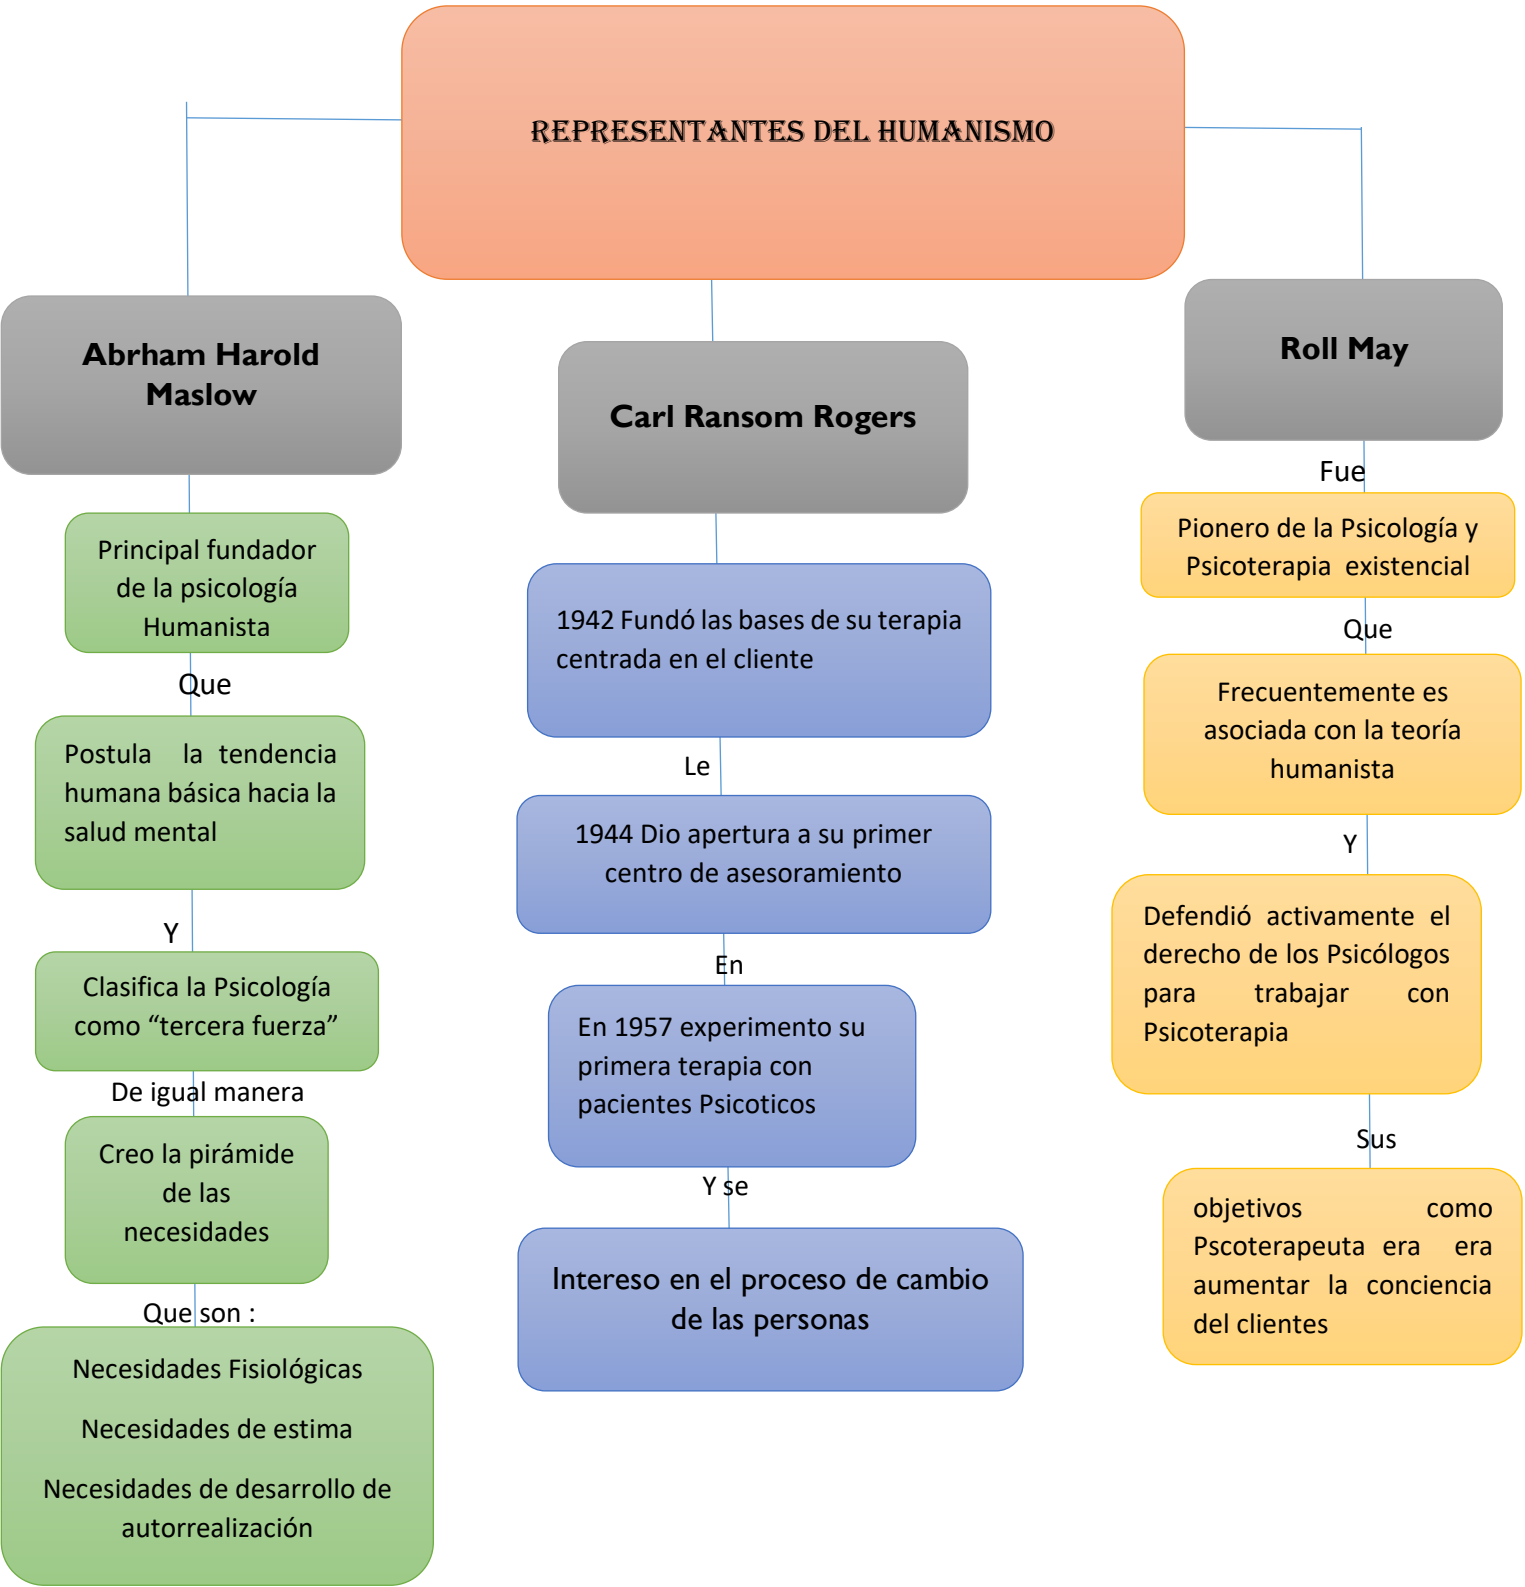 REPRESENTANTES DEL HUMANISMO
Abrham Harold
Maslow
Principal fundador
de la psicología
Humanista
Que
Postula la tendencia
humana básica hacia la
salud mental
Y
Clasifica la Psicología
como “tercera fuerza”
De igual manera
Creo la pirámide
de las
necesidades
Que son :
Necesidades Fisiológicas
Necesidades de estima
Necesidades de desarrollo de
autorrealización
Carl Ransom Rogers
1942 Fundó las bases de su terapia
centrada en el cliente
Le
1944 Dio apertura a su primer
centro de asesoramiento
En
En 1957 experimento su
primera terapia con
pacientes Psicoticos
Y se
Intereso en el proceso de cambio
de las personas
Roll May
Fue
Pionero de la Psicología y
Psicoterapia existencial
Que
Frecuentemente es
asociada con la teoría
humanista
Y
Defendió activamente el
derecho de los Psicólogos
para trabajar con
Psicoterapia
Sus
objetivos como
Pscoterapeuta era era
aumentar la conciencia
del clientes